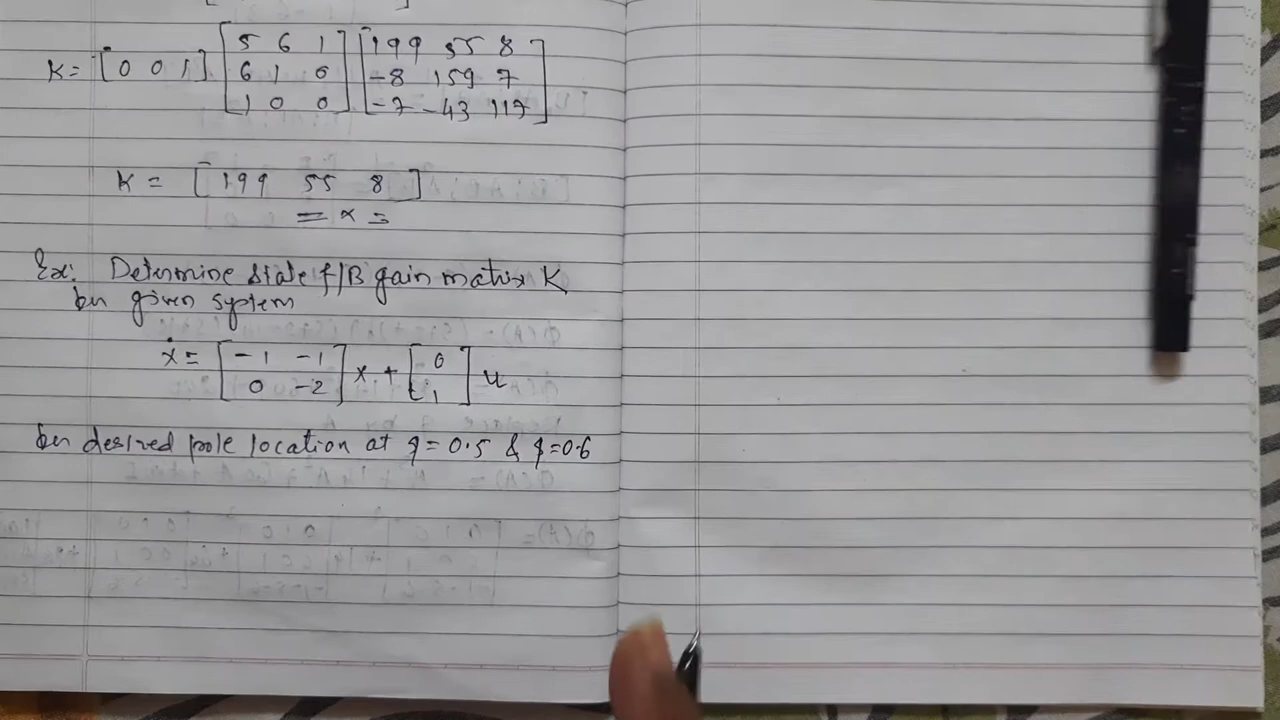 K = [ 0 0 1 ] [ 5 6 1 ] [ 199 55 8 ]
6 1 0 -8 159 7
1 0 0 -7 -43 117
K = [ 199 55 8 ]
= x =
Ex: Determine state f/B gain matrix K
for given system
ẋ = [ -1 -1 ] x + [ 0 ] u
0 -2 1
for desired pole location at q = 0.5 & q = 0.6